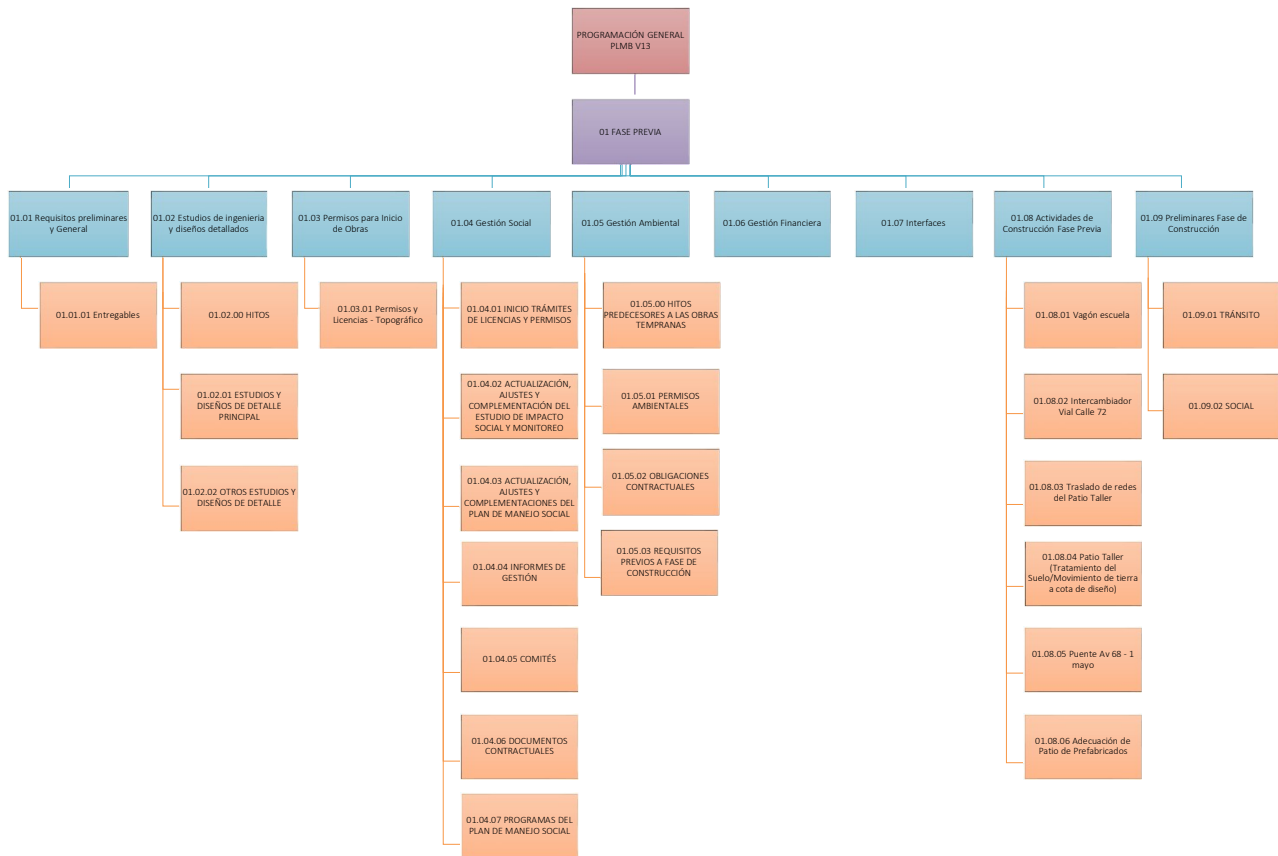 PROGRAMACIÓN GENERAL
PLMB V13
01 FASE PREVIA
01.01 Requisitos preliminares
y General
01.02 Estudios de ingenieria
y diseños detallados
01.03 Permisos para Inicio
de Obras
01.04 Gestión Social
01.05 Gestión Ambiental
01.06 Gestión Financiera
01.07 Interfaces
01.08 Actividades de
Construcción Fase Previa
01.09 Preliminares Fase de
Construcción
01.01.01 Entregables
01.02.00 HITOS
01.02.01 ESTUDIOS Y
DISEÑOS DE DETALLE
PRINCIPAL
01.02.02 OTROS ESTUDIOS Y
DISEÑOS DE DETALLE
01.03.01 Permisos y
Licencias - Topográfico
01.04.01 INICIO TRÁMITES
DE LICENCIAS Y PERMISOS
01.04.02 ACTUALIZACIÓN,
AJUSTES Y
COMPLEMENTACIÓN DEL
ESTUDIO DE IMPACTO
SOCIAL Y MONITOREO
01.04.03 ACTUALIZACIÓN,
AJUSTES Y
COMPLEMENTACIONES DEL
PLAN DE MANEJO SOCIAL
01.04.04 INFORMES DE
GESTIÓN
01.04.05 COMITÉS
01.04.06 DOCUMENTOS
CONTRACTUALES
01.04.07 PROGRAMAS DEL
PLAN DE MANEJO SOCIAL
01.05.00 HITOS
PREDECESORES A LAS OBRAS
TEMPRANAS
01.05.01 PERMISOS
AMBIENTALES
01.05.02 OBLIGACIONES
CONTRACTUALES
01.05.03 REQUISITOS
PREVIOS A FASE DE
CONSTRUCCIÓN
01.08.01 Vagón escuela
01.08.02 Intercambiador
Vial Calle 72
01.08.03 Traslado de redes
del Patio Taller
01.08.04 Patio Taller
(Tratamiento del
Suelo/Movimiento de tierra
a cota de diseño)
01.08.05 Puente Av 68 - 1
mayo
01.08.06 Adecuación de
Patio de Prefabricados
01.09.01 TRÁNSITO
01.09.02 SOCIAL